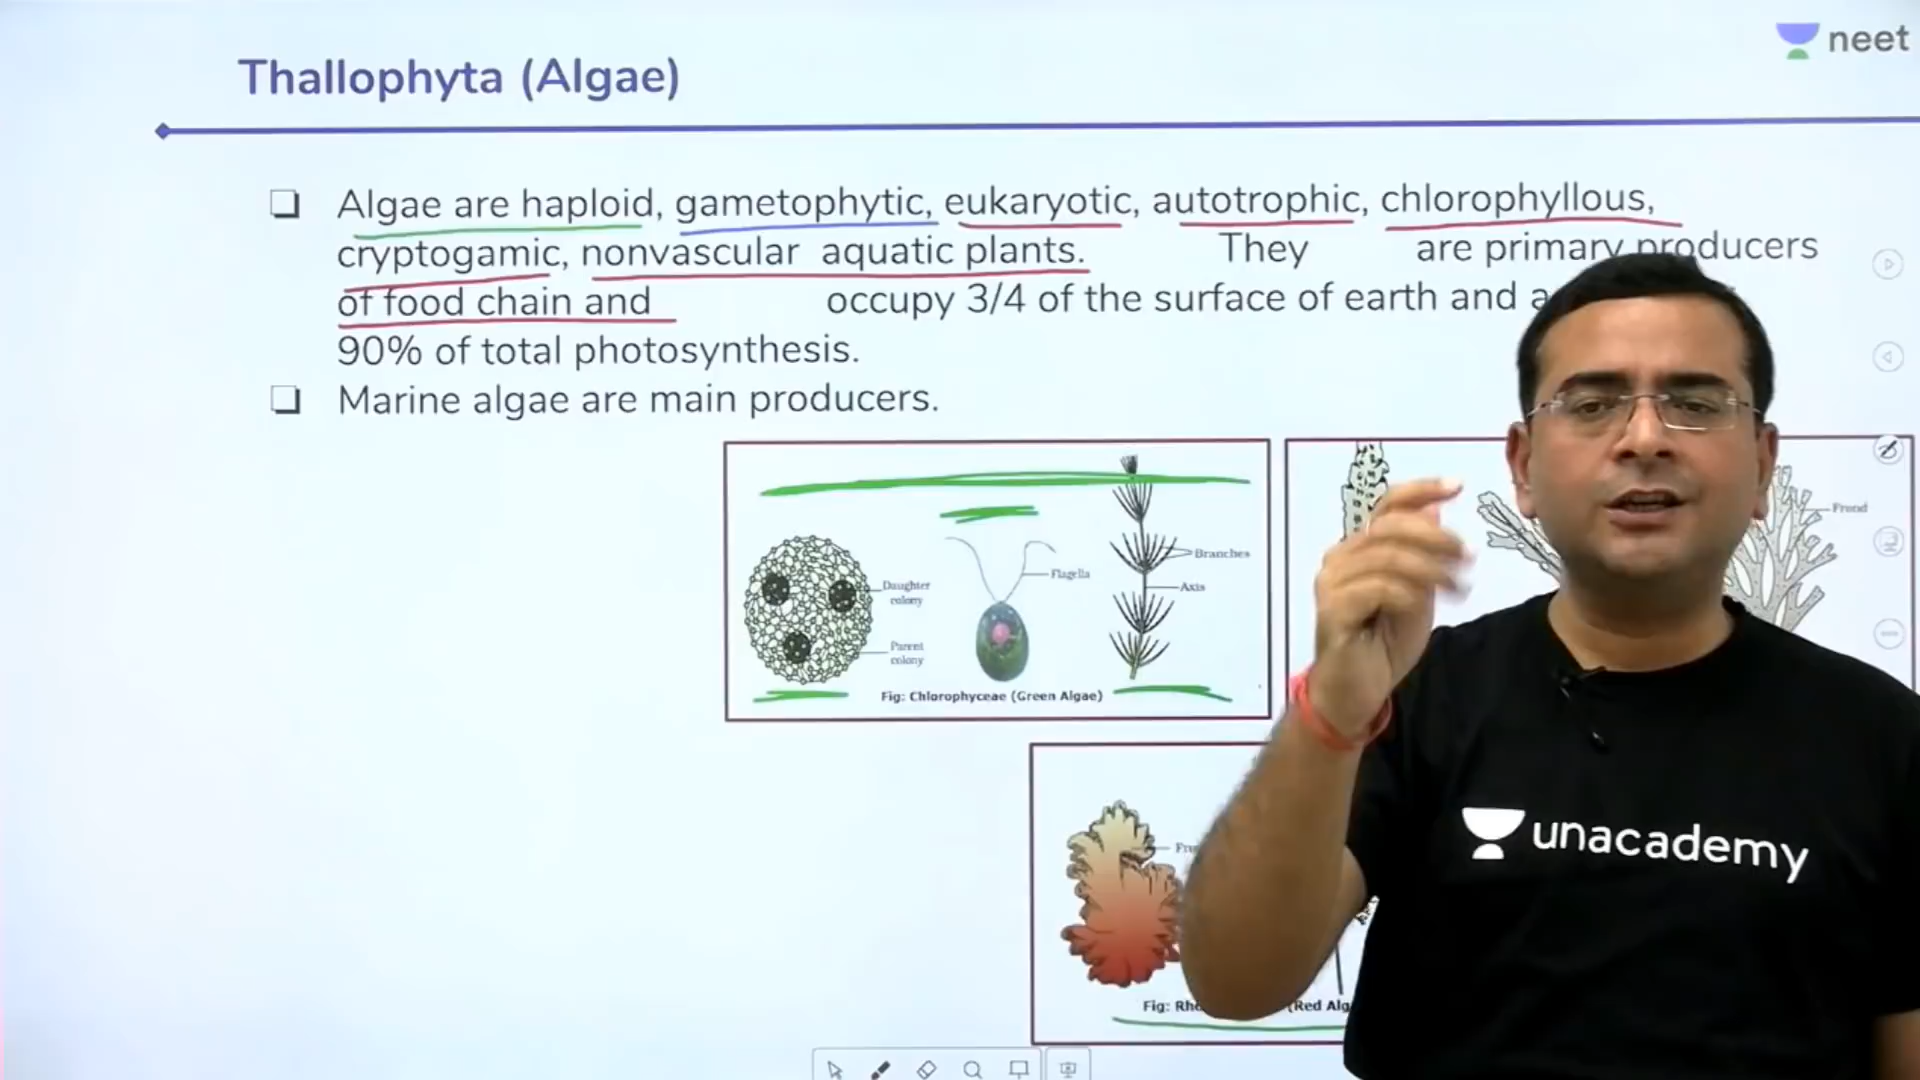 neet
Thallophyta (Algae)
Algae are haploid, gametophytic, eukaryotic, autotrophic, chlorophyllous,
cryptogamic, nonvascular aquatic plants. They are primary producers
of food chain and occupy 3/4 of the surface of earth and
90% of total photosynthesis.
Marine algae are main producers.
Branches
Frond
Flagella
Daughter
colony
Axis
Parent
colony
Fig: Chlorophyceae (Green Algae)
unacademy
Fig: (Red